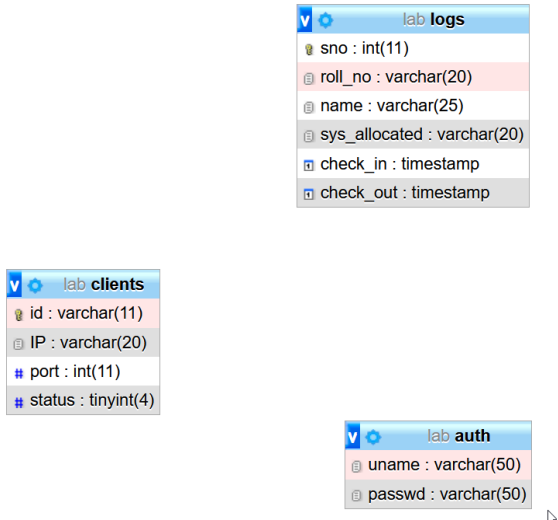 v lab logs
sno : int(11)
roll_no : varchar(20)
name : varchar(25)
sys_allocated : varchar(20)
check_in : timestamp
check_out : timestamp
v lab clients
id : varchar(11)
IP : varchar(20)
# port : int(11)
# status : tinyint(4)
v lab auth
uname : varchar(50)
passwd : varchar(50)